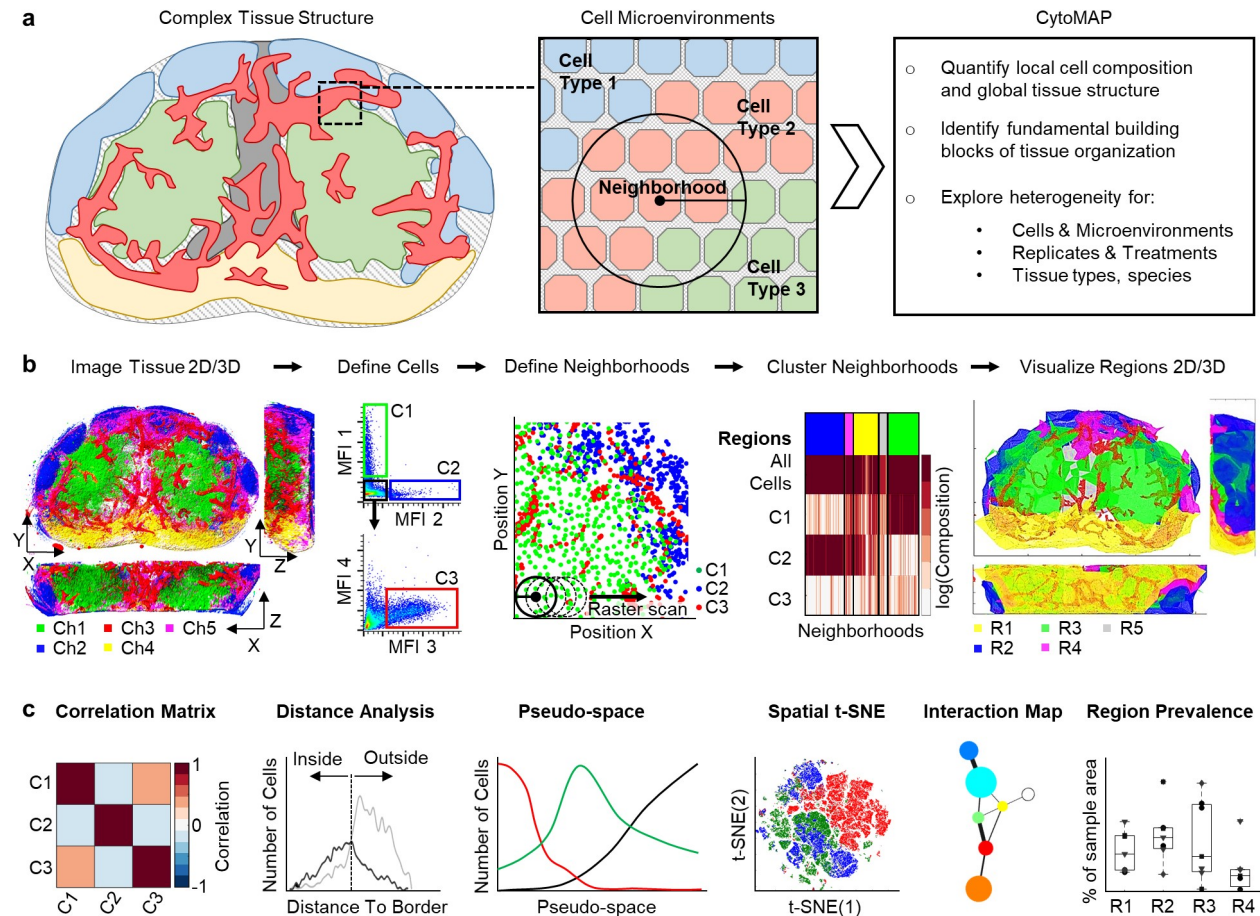 a
Complex Tissue Structure
Cell Microenvironments
CytoMAP
Cell
Type 1
Cell
Type 2
Neighborhood
Cell
Type 3
○ Quantify local cell composition
and global tissue structure
○ Identify fundamental building
blocks of tissue organization
○ Explore heterogeneity for:
• Cells & Microenvironments
• Replicates & Treatments
• Tissue types, species
b
Image Tissue 2D/3D
Define Cells
Define Neighborhoods
Cluster Neighborhoods
Visualize Regions 2D/3D
Y
X
Y
Z
Z
X
Ch1
Ch3
Ch5
Ch2
Ch4
MFI 1
C1
C2
MFI 2
MFI 4
C3
MFI 3
Position Y
Raster scan
Position X
C1
C2
C3
Regions
All
Cells
C1
C2
C3
Neighborhoods
log(Composition)
R1
R3
R5
R2
R4
c
Correlation Matrix
Distance Analysis
Pseudo-space
Spatial t-SNE
Interaction Map
Region Prevalence
C1
C2
C3
C1
C2
C3
1
0
-1
Correlation
Inside
Outside
Number of Cells
Distance To Border
Number of Cells
Pseudo-space
t-SNE(2)
t-SNE(1)
% of sample area
R1
R2
R3
R4